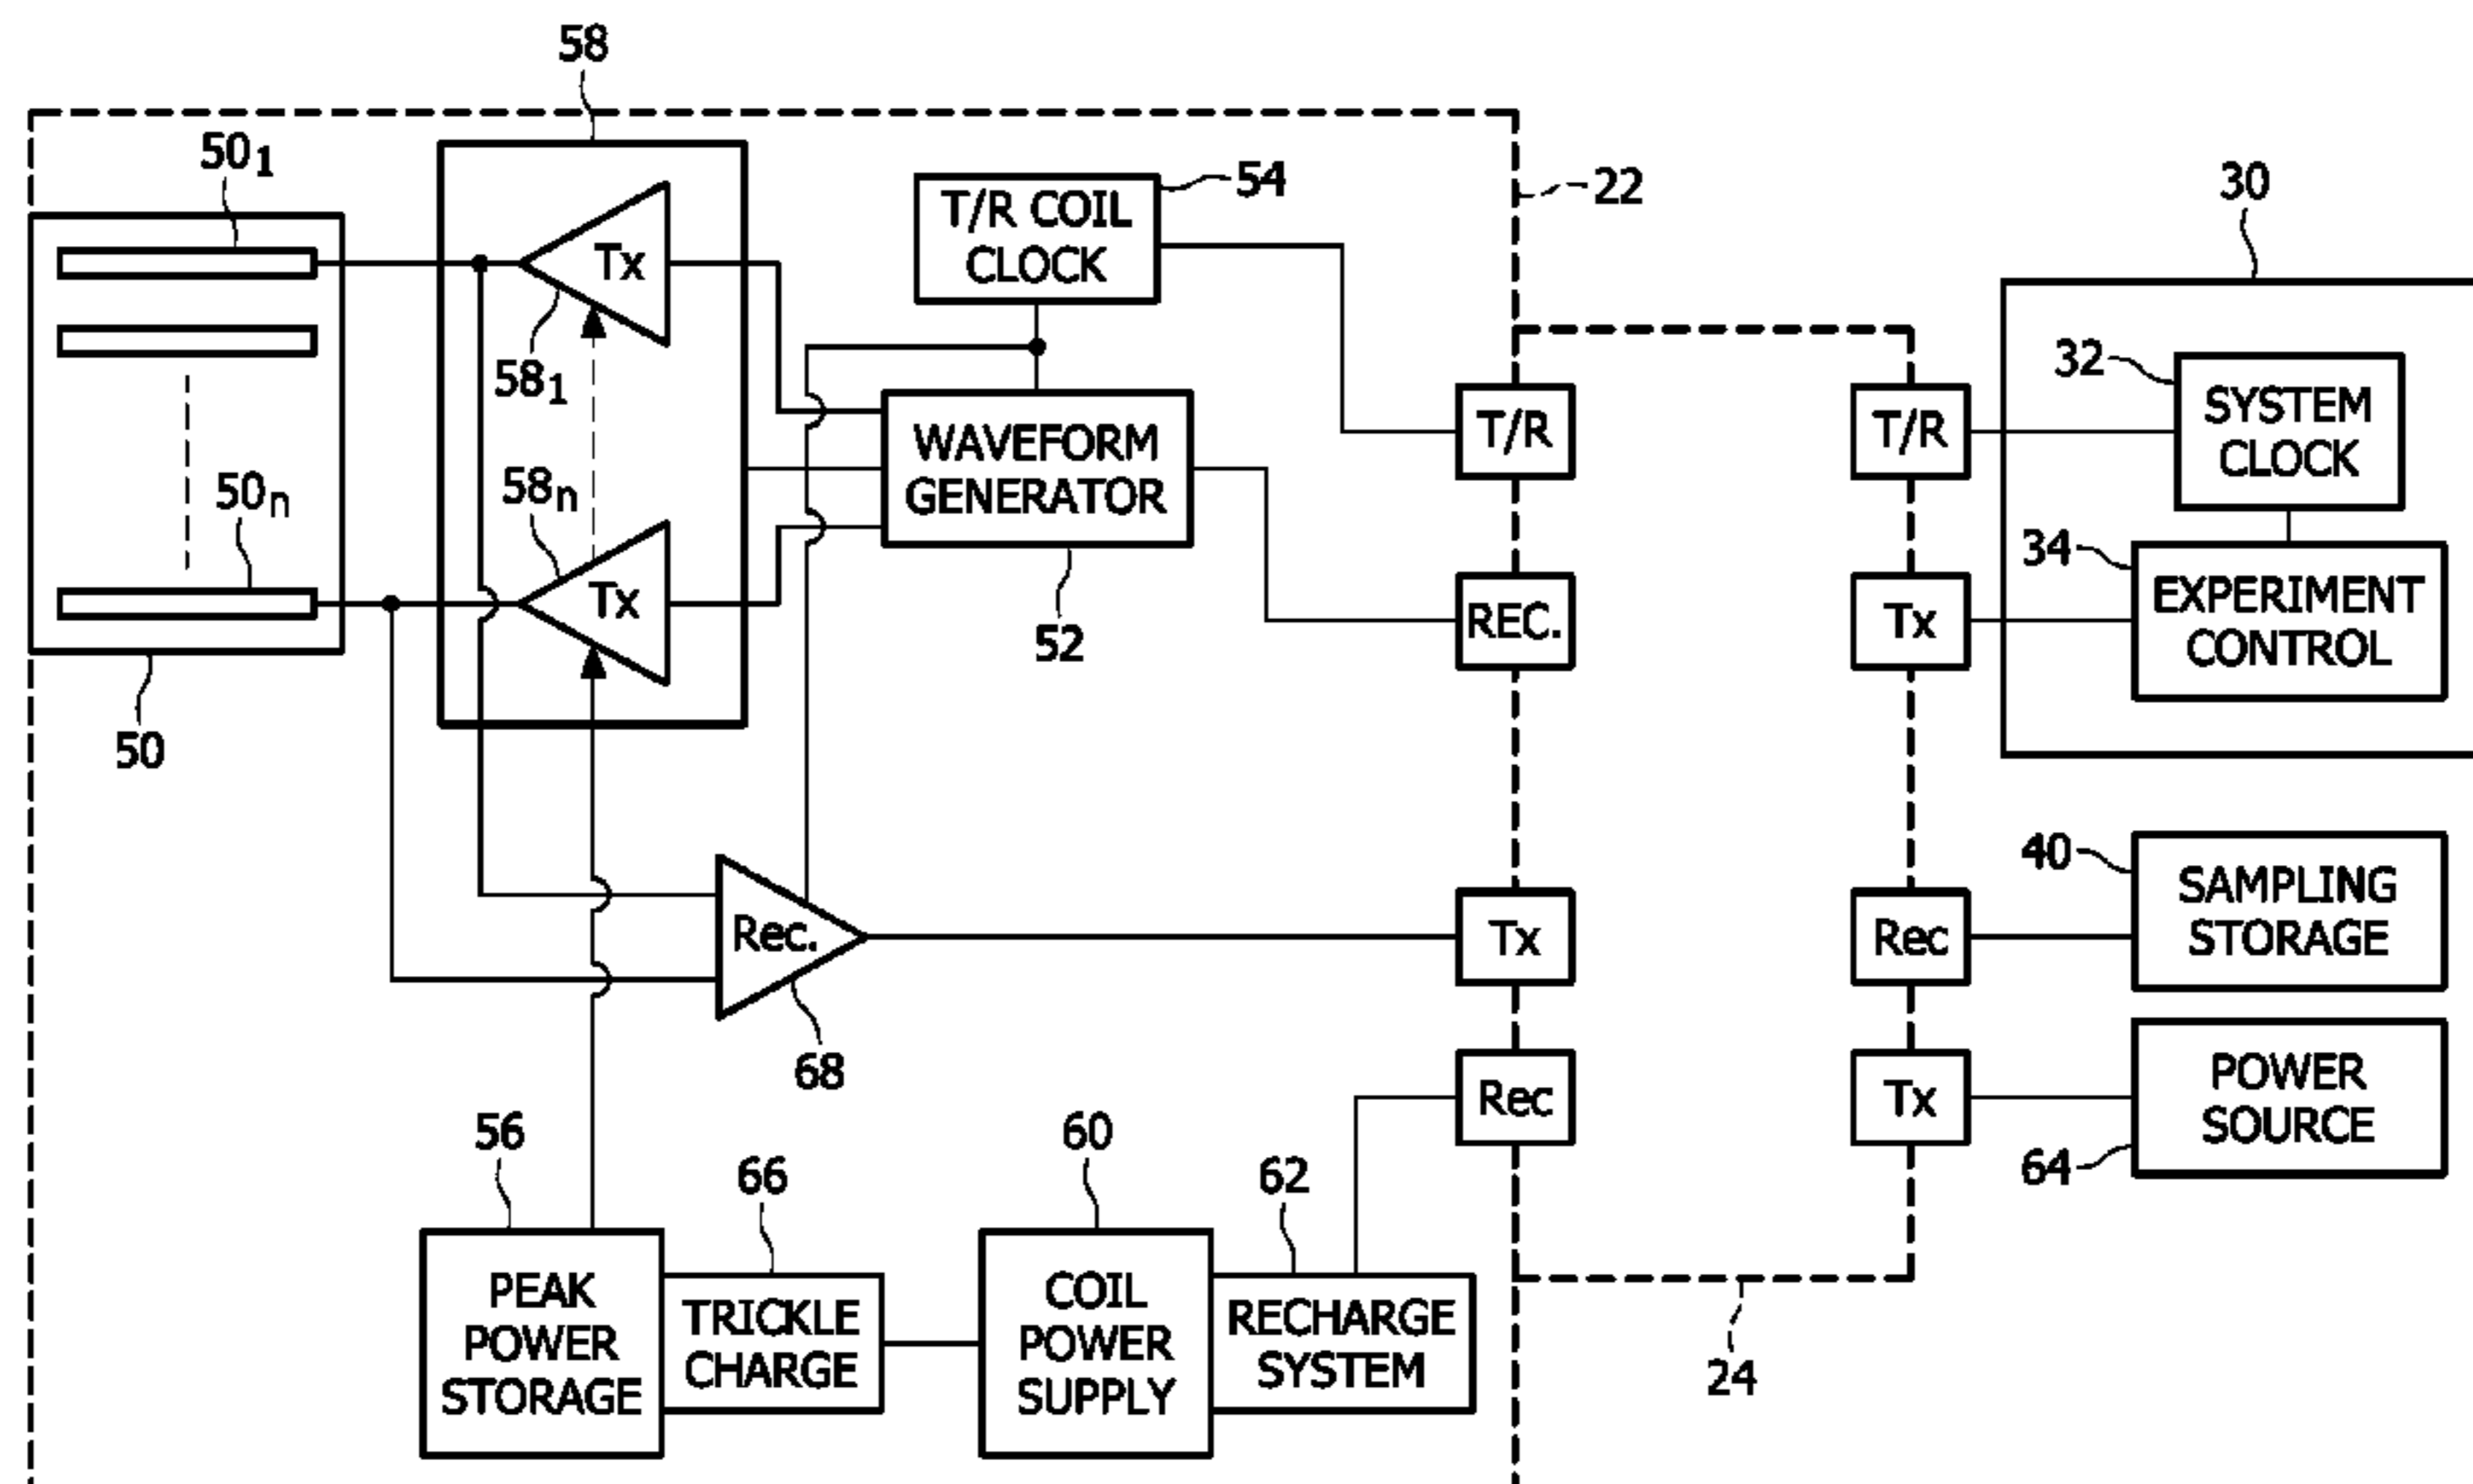 58
50₁
T/R COIL
CLOCK
54
22
30
Tx
58₁
32
SYSTEM
CLOCK
T/R
T/R
WAVEFORM
GENERATOR
58ₙ
50ₙ
34
EXPERIMENT
CONTROL
Tx
REC.
Tx
52
50
40
SAMPLING
STORAGE
Rec.
Tx
Rec
68
POWER
SOURCE
Rec
Tx
64
56
66
60
62
PEAK
POWER
STORAGE
TRICKLE
CHARGE
COIL
POWER
SUPPLY
RECHARGE
SYSTEM
24